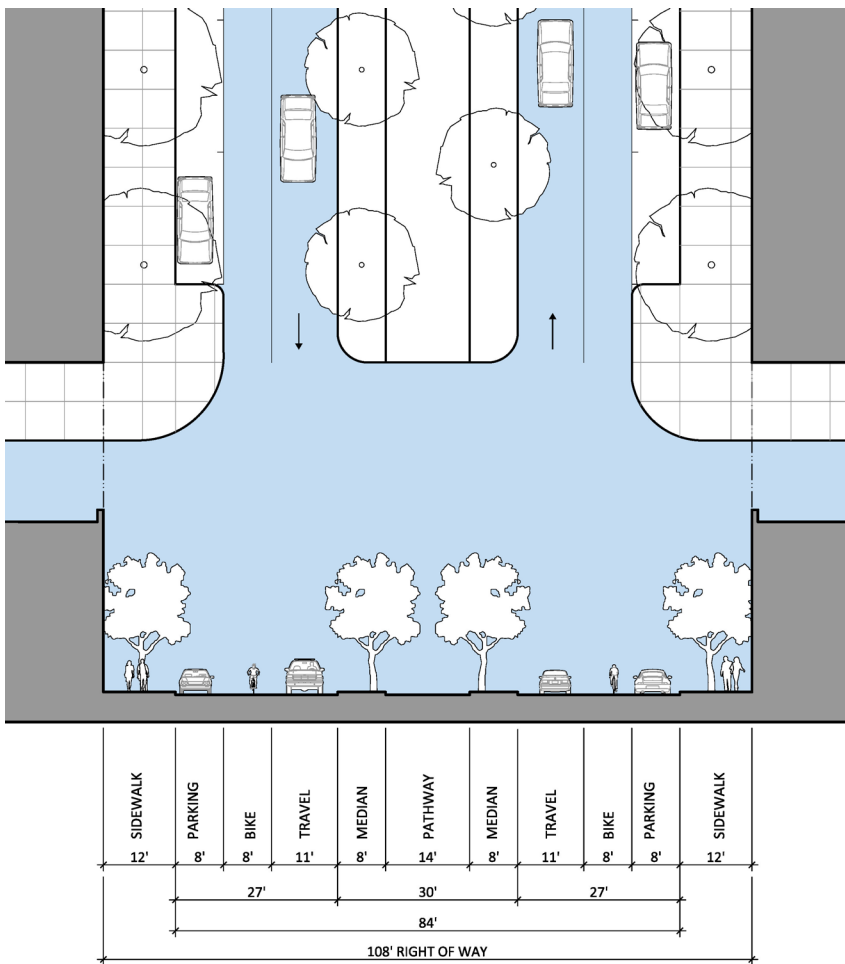 SIDEWALK
PARKING
BIKE
TRAVEL
MEDIAN
PATHWAY
MEDIAN
TRAVEL
BIKE
PARKING
SIDEWALK
12' 8' 8' 11' 8' 14' 8' 11' 8' 8' 12'
27' 30' 27'
84'
108' RIGHT OF WAY